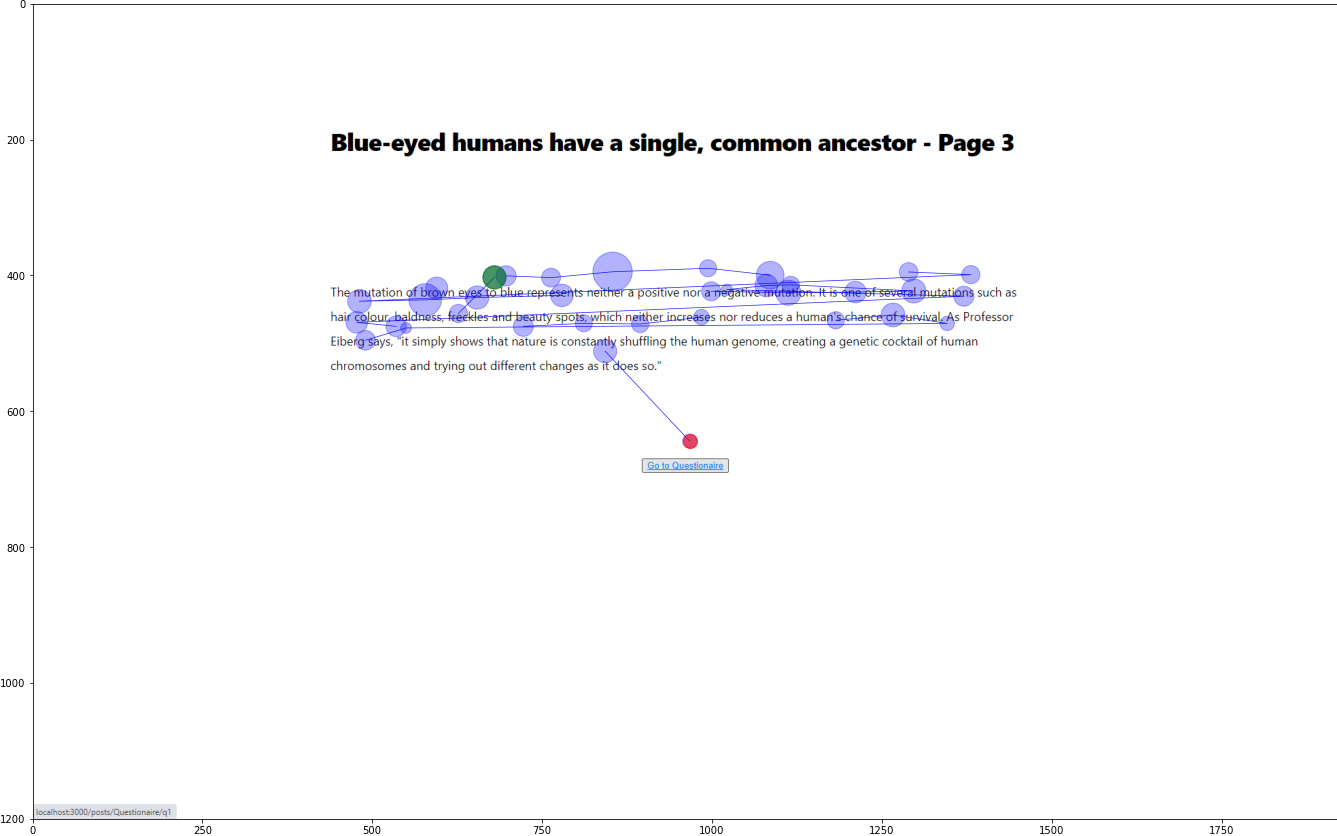 0
200
Blue-eyed humans have a single, common ancestor - Page 3
400
The mutation of brown eyes to blue represents neither a positive nor a negative mutation. It is one of several mutations such as
hair colour, baldness, freckles and beauty spots, which neither increases nor reduces a human's chance of survival. As Professor
Eiberg says, "it simply shows that nature is constantly shuffling the human genome, creating a genetic cocktail of human
chromosomes and trying out different changes as it does so."
600
Go to Questionaire
800
1000
localhost:3000/posts/Questionaire/q1
1200
0 250 500 750 1000 1250 1500 1750